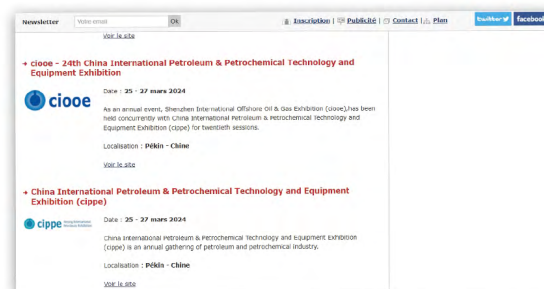 Newsletter Votre email Ok Inscription | Publicité | Contact | Plan twitter facebook
Voir le site
ciooe - 24th China International Petroleum & Petrochemical Technology and
Equipment Exhibition
ciooe
Date : 25 - 27 mars 2024
As an annual event, Shenzhen International Offshore Oil & Gas Exhibition (ciooe),has been
held concurrently with China International Petroleum & Petrochemical Technology and
Equipment Exhibition (cippe) for twentieth sessions.
Localisation : Pékin - Chine
Voir le site
China International Petroleum & Petrochemical Technology and Equipment
Exhibition (cippe)
cippe
Date : 25 - 27 mars 2024
China International Petroleum & Petrochemical Technology and Equipment Exhibition
(cippe) is an annual gathering of petroleum and petrochemical industry.
Localisation : Pékin - Chine
Voir le site